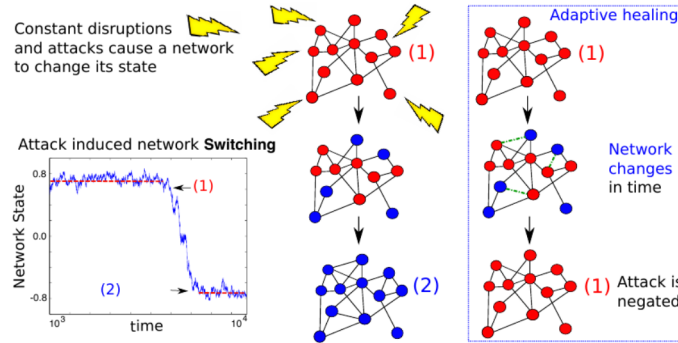 Constant disruptions
and attacks cause a network
to change its state
(1)
Adaptive healing
(1)
Attack induced network Switching
Network State
0.8
0.0
-0.8
(1)
(2)
10^3
time
10^4
(2)
Network
changes
in time
(1)
Attack is
negated